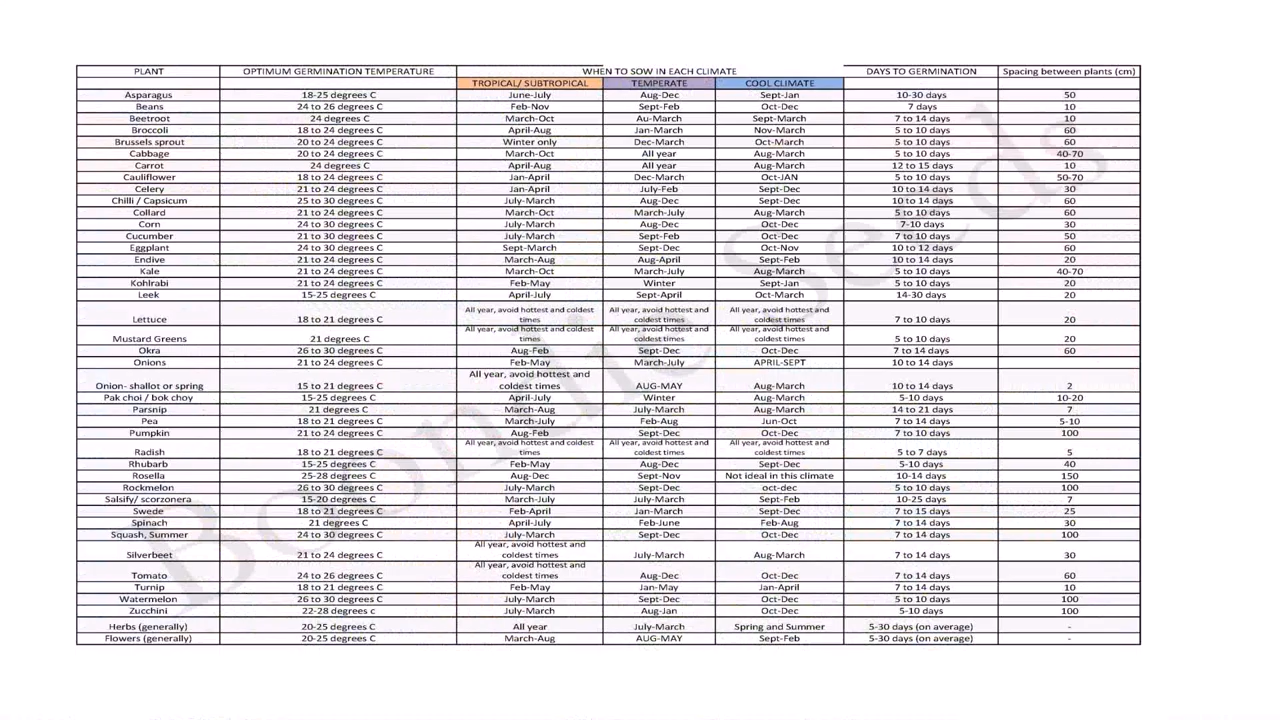 PLANT OPTIMUM GERMINATION TEMPERATURE WHEN TO SOW IN EACH CLIMATE DAYS TO GERMINATION Spacing between plants (cm)
TROPICAL/ SUBTROPICAL TEMPERATE COOL CLIMATE
Asparagus 18-25 degrees C June-July Aug-Dec Sept-Jan 10-30 days 50
Beans 24 to 26 degrees C Feb-Nov Sept-Feb Oct-Dec 7 days 10
Beetroot 24 degrees C March-Oct Au-March Sept-March 7 to 14 days 10
Broccoli 18 to 24 degrees C April-Aug Jan-March Nov-March 5 to 10 days 60
Brussels sprout 20 to 24 degrees C Winter only Dec-March Oct-March 5 to 10 days 60
Cabbage 20 to 24 degrees C March-Oct All year Aug-March 5 to 10 days 40-70
Carrot 24 degrees C April-Aug All year Aug-March 12 to 15 days 10
Cauliflower 18 to 24 degrees C Jan-April Dec-March Oct-JAN 5 to 10 days 50-70
Celery 21 to 24 degrees C Jan-April July-Feb Sept-Dec 10 to 14 days 30
Chilli / Capsicum 25 to 30 degrees C July-March Aug-Dec Sept-Dec 10 to 14 days 60
Collard 21 to 24 degrees C March-Oct March-July Aug-March 5 to 10 days 60
Corn 24 to 30 degrees C July-March Aug-Dec Oct-Dec 7-10 days 30
Cucumber 21 to 30 degrees C July-March Sept-Feb Oct-Dec 7 to 10 days 50
Eggplant 24 to 30 degrees C Sept-March Sept-Dec Oct-Nov 10 to 12 days 60
Endive 21 to 24 degrees C March-Aug Aug-April Sept-Feb 10 to 14 days 20
Kale 21 to 24 degrees C March-Oct March-July Aug-March 5 to 10 days 40-70
Kohlrabi 21 to 24 degrees C Feb-May Winter Sept-Jan 5 to 10 days 20
Leek 15-25 degrees C April-July Sept-April Oct-March 14-30 days 20
All year, avoid hottest and coldest All year, avoid hottest and All year, avoid hottest and
Lettuce 18 to 21 degrees C times coldest times coldest times 7 to 10 days 20
All year, avoid hottest and coldest All year, avoid hottest and All year, avoid hottest and
Mustard Greens 21 degrees C times coldest times coldest times 5 to 10 days 20
Okra 26 to 30 degrees C Aug-Feb Sept-Dec Oct-Dec 7 to 14 days 60
Onions 21 to 24 degrees C Feb-May March-July APRIL-SEPT 10 to 14 days
All year, avoid hottest and
Onion- shallot or spring 15 to 21 degrees C coldest times AUG-MAY Aug-March 10 to 14 days 2
Pak choi / bok choy 15-25 degrees C April-July Winter Aug-March 5-10 days 10-20
Parsnip 21 degrees C March-Aug July-March Aug-March 14 to 21 days 7
Pea 18 to 21 degrees C March-July Feb-Aug Jun-Oct 7 to 14 days 5-10
Pumpkin 21 to 24 degrees C Aug-Feb Sept-Dec Oct-Dec 7 to 10 days 100
All year, avoid hottest and coldest All year, avoid hottest and All year, avoid hottest and
Radish 18 to 21 degrees C times coldest times coldest times 5 to 7 days 5
Rhubarb 15-25 degrees C Feb-May Aug-Dec Sept-Dec 5-10 days 40
Rosella 25-28 degrees C Aug-Dec Sept-Nov Not ideal in this climate 10-14 days 150
Rockmelon 26 to 30 degrees C July-March Sept-Dec oct-dec 5 to 10 days 100
Salsify/ scorzonera 15-20 degrees C March-July July-March Sept-Feb 10-25 days 7
Swede 18 to 21 degrees C Feb-April Jan-March Sept-Dec 7 to 15 days 25
Spinach 21 degrees C April-July Feb-June Feb-Aug 7 to 14 days 30
Squash, Summer 24 to 30 degrees C July-March Sept-Dec Oct-Dec 7 to 14 days 100
All year, avoid hottest and
Silverbeet 21 to 24 degrees C coldest times July-March Aug-March 7 to 14 days 30
All year, avoid hottest and
Tomato 24 to 26 degrees C coldest times Aug-Dec Oct-Dec 7 to 14 days 60
Turnip 18 to 21 degrees C Feb-May Jan-May Jan-April 7 to 14 days 10
Watermelon 26 to 30 degrees C July-March Sept-Dec Oct-Dec 5 to 10 days 100
Zucchini 22-28 degrees c July-March Aug-Jan Oct-Dec 5-10 days 100
Herbs (generally) 20-25 degrees C All year July-March Spring and Summer 5-30 days (on average) -
Flowers (generally) 20-25 degrees C March-Aug AUG-MAY Sept-Feb 5-30 days (on average) -
Boondie Seeds